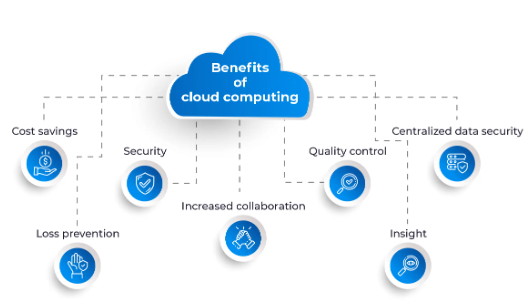 Benefits
of
cloud computing
Cost savings
Centralized data security
Security
Quality control
Increased collaboration
Loss prevention
Insight